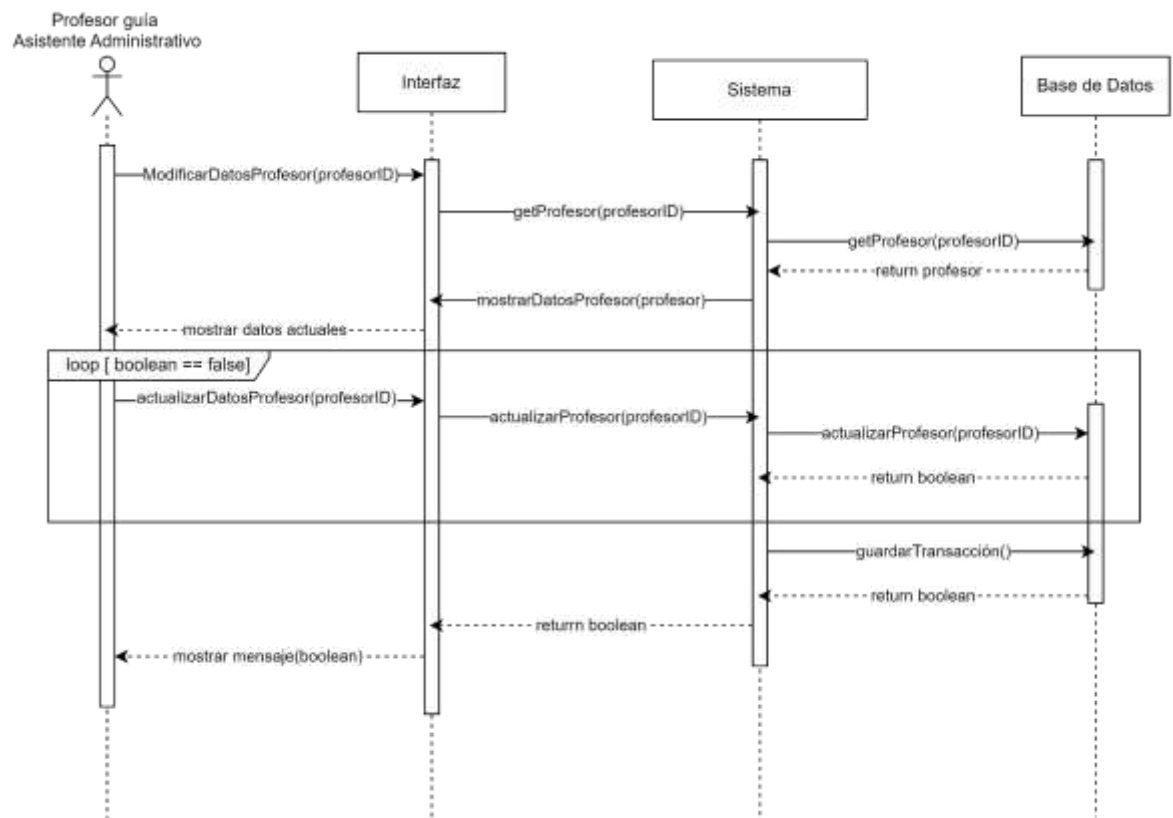 Profesor guía
Asistente Administrativo
Interfaz
Sistema
Base de Datos
ModificarDatosProfesor(profesorID)
getProfesor(profesorID)
getProfesor(profesorID)
return profesor
mostrarDatosProfesor(profesor)
mostrar datos actuales
loop [ boolean == false]
actualizarDatosProfesor(profesorID)
actualizarProfesor(profesorID)
actualizarProfesor(profesorID)
return boolean
guardarTransacción()
return boolean
returrn boolean
mostrar mensaje(boolean)